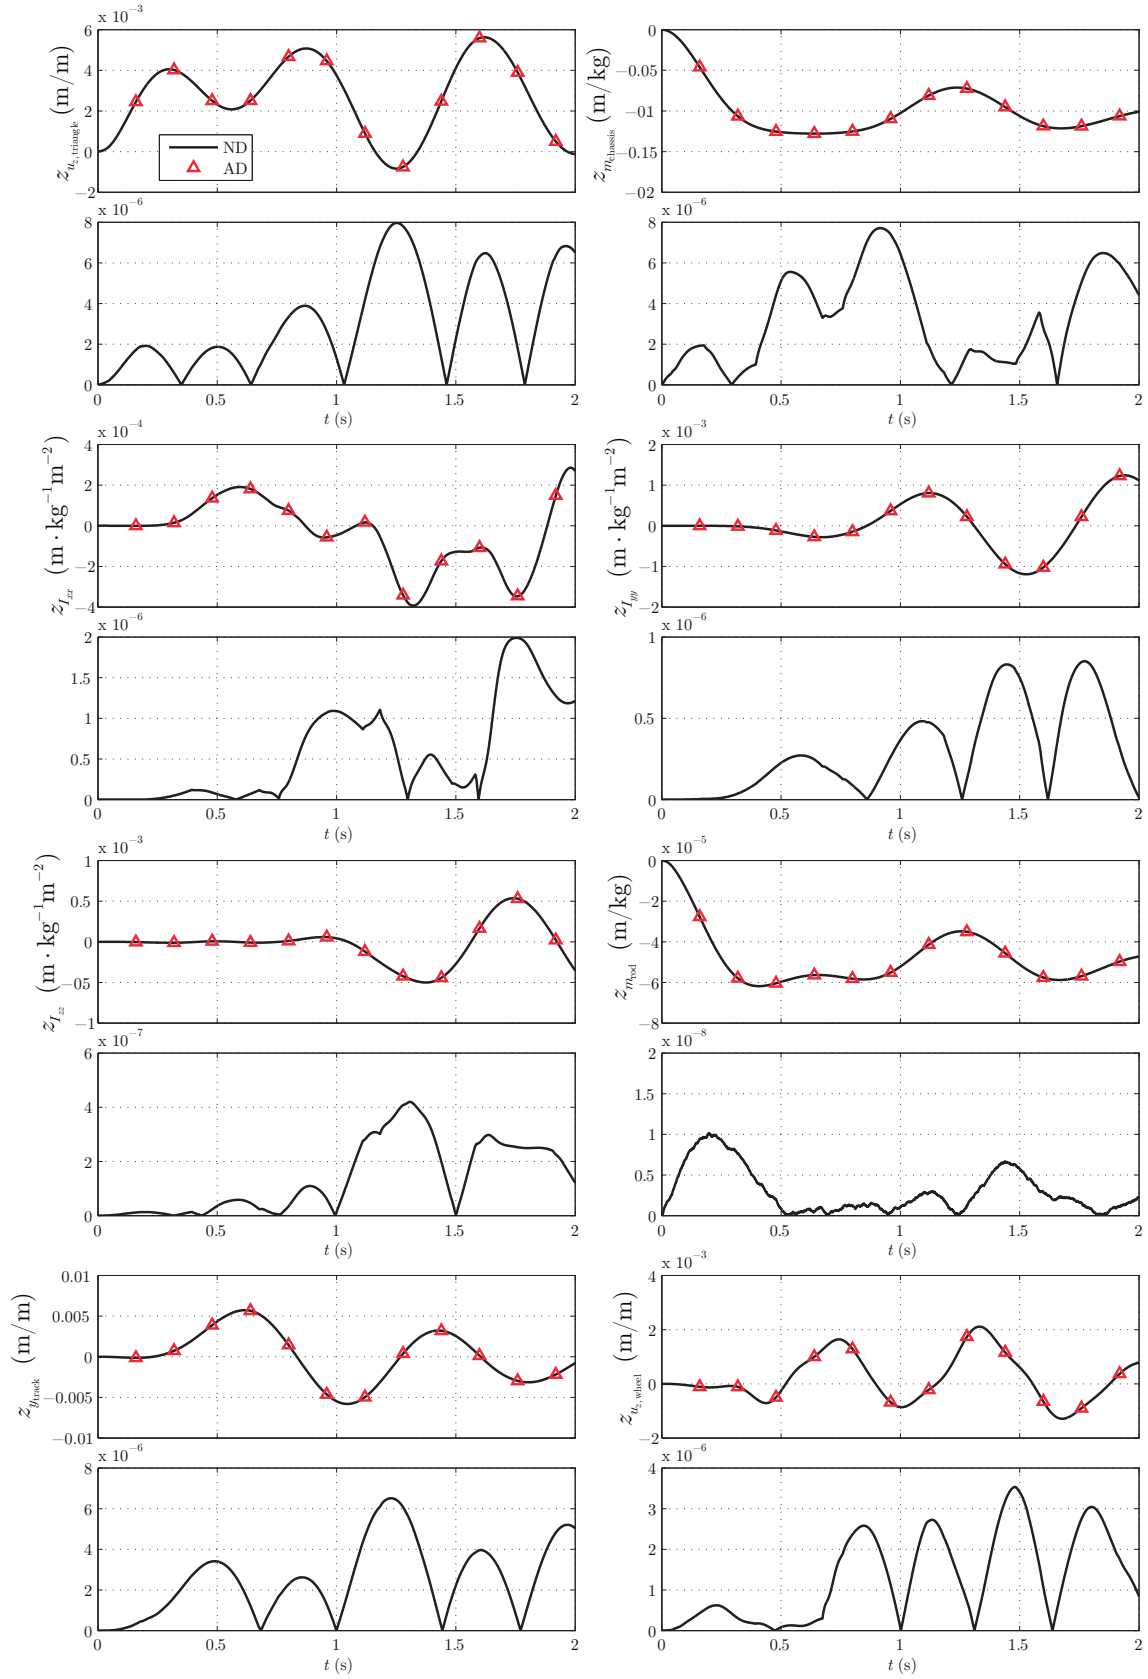 x 10⁻³
6
4
2
0
−2
z_{u_{z,triangle}} (m/m)
ND
AD
0
−0.05
−0.1
−0.15
−02
z_{m_{chassis}} (m/kg)
x 10⁻⁶
8
6
4
2
0
0 0.5 1 1.5 2
t (s)
x 10⁻⁶
8
6
4
2
0
0 0.5 1 1.5 2
t (s)
x 10⁻⁴
4
2
0
−2
−4
z_{I_{xx}} (m · kg⁻¹m⁻²)
x 10⁻³
2
1
0
−1
−2
z_{I_{yy}} (m · kg⁻¹m⁻²)
x 10⁻⁶
2
1.5
1
0.5
0
0 0.5 1 1.5 2
t (s)
x 10⁻⁶
1
0.5
0
0 0.5 1 1.5 2
t (s)
x 10⁻³
1
0.5
0
−05
−1
z_{I_{zz}} (m · kg⁻¹m⁻²)
x 10⁻⁵
0
−2
−4
−6
−8
z_{m_{rod}} (m/kg)
x 10⁻⁷
6
4
2
0
0 0.5 1 1.5 2
t (s)
x 10⁻⁸
2
1.5
1
0.5
0
0 0.5 1 1.5 2
t (s)
0.01
0.005
0
−0.005
−0.01
z_{y_{track}} (m/m)
x 10⁻³
4
2
0
−2
z_{u_{z,wheel}} (m/m)
x 10⁻⁶
8
6
4
2
0
0 0.5 1 1.5 2
t (s)
x 10⁻⁶
4
3
2
1
0
0 0.5 1 1.5 2
t (s)